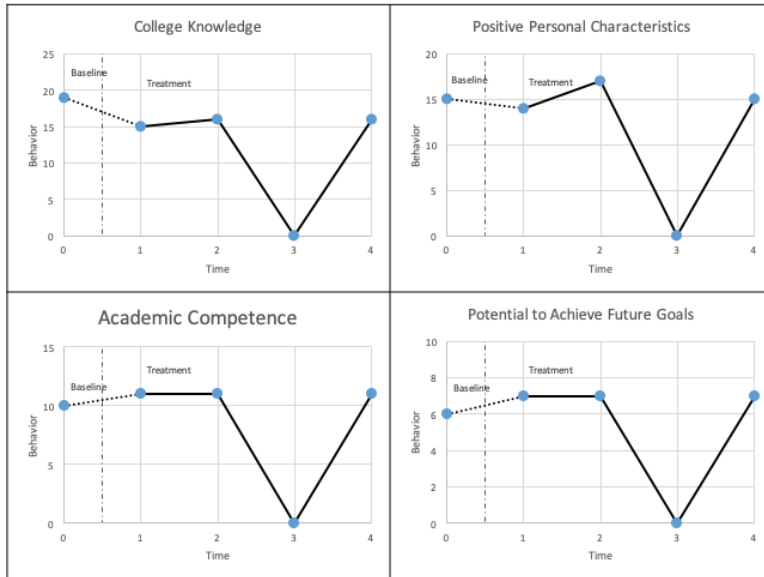 College Knowledge
25
Baseline
Treatment
20
15
10
5
0
Behavior
0 1 2 3 4
Time
Positive Personal Characteristics
20
Baseline
Treatment
15
10
5
0
Behavior
0 1 2 3 4
Time
Academic Competence
15
Treatment
Baseline
10
5
0
Behavior
0 1 2 3 4
Time
Potential to Achieve Future Goals
10
Treatment
8
Baseline
6
4
2
0
Behavior
0 1 2 3 4
Time